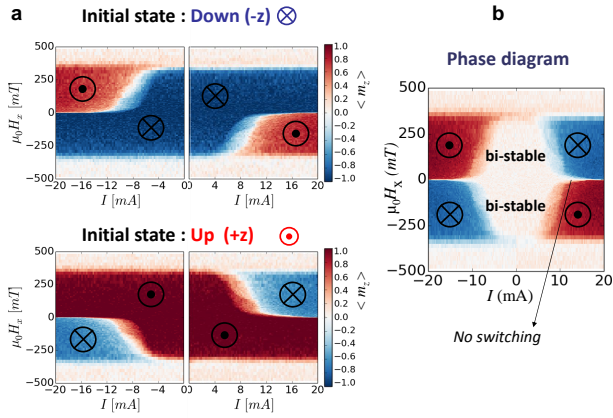 a
Initial state : Down (-z)
500
250
0
−250
−500
μ₀Hₓ [mT]
−20 −16 −12 −8 −4 0
I [mA]
0 4 8 12 16 20
I [mA]
1.0
0.8
0.6
0.4
0.2
0.0
−0.2
−0.4
−0.6
−0.8
−1.0
< m_z >
Initial state : Up (+z)
500
250
0
−250
−500
μ₀Hₓ [mT]
−20 −16 −12 −8 −4 0
I [mA]
0 4 8 12 16 20
I [mA]
1.0
0.8
0.6
0.4
0.2
0.0
−0.2
−0.4
−0.6
−0.8
−1.0
< m_z >
b
Phase diagram
500
250
0
− 250
−500
μ₀Hₓ (mT)
bi-stable
bi-stable
−20 −10 0 10 20
I (mA)
No switching